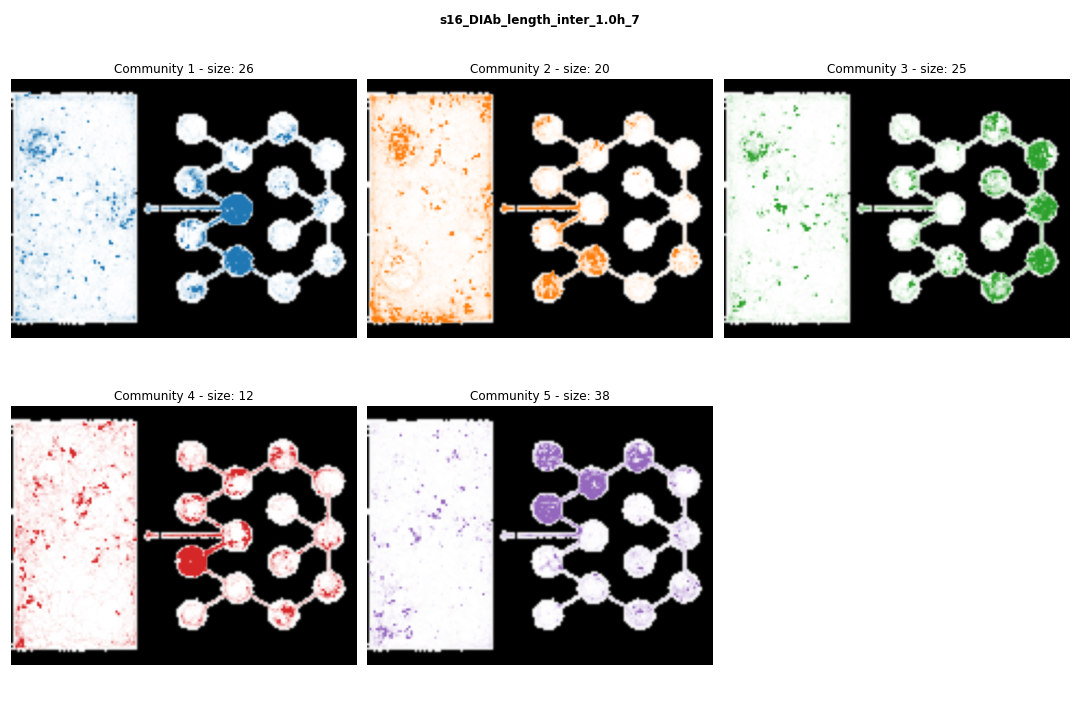 s16_DIAb_length_inter_1.0h_7
Community 1 - size: 26
Community 2 - size: 20
Community 3 - size: 25
Community 4 - size: 12
Community 5 - size: 38